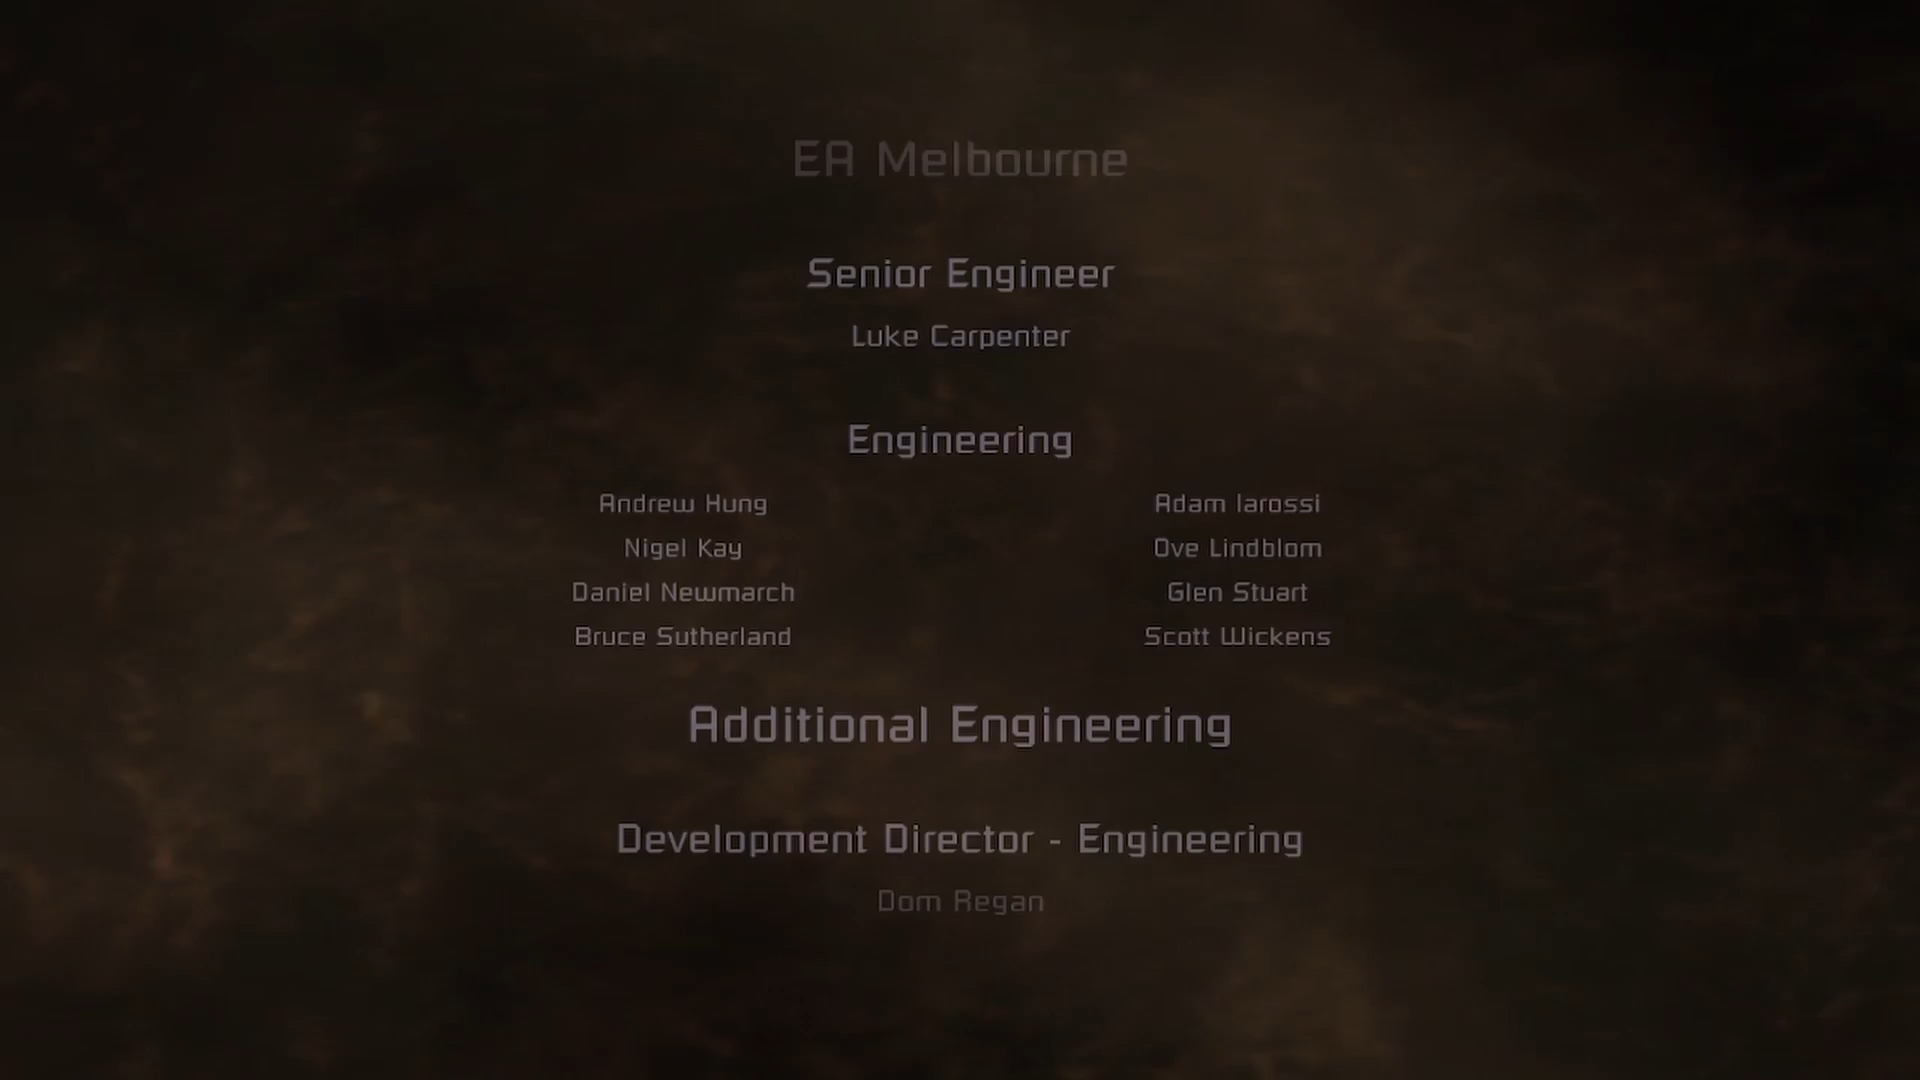 EA Melbourne
Senior Engineer
Luke Carpenter
Engineering
Andrew Hung Adam Iarossi
Nigel Kay Ove Lindblom
Daniel Newmarch Glen Stuart
Bruce Sutherland Scott Wickens
Additional Engineering
Development Director - Engineering
Dom Regan